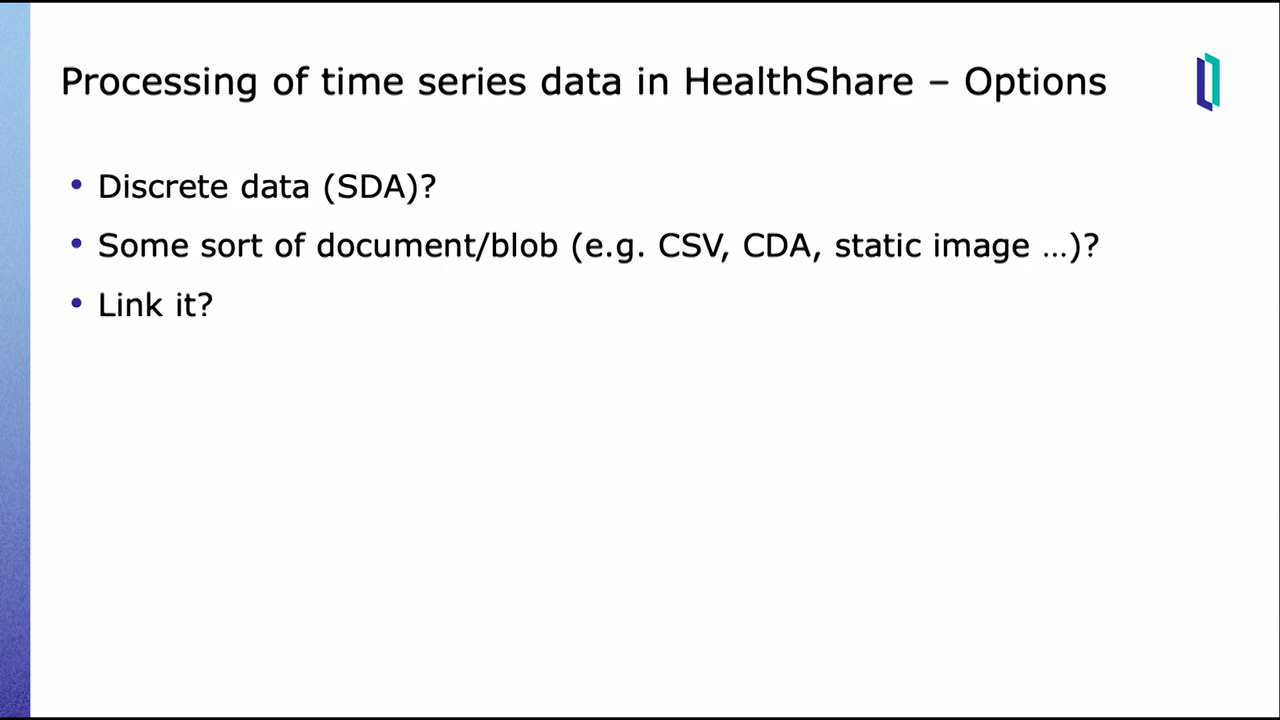 Processing of time series data in HealthShare – Options
• Discrete data (SDA)?
• Some sort of document/blob (e.g. CSV, CDA, static image …)?
• Link it?